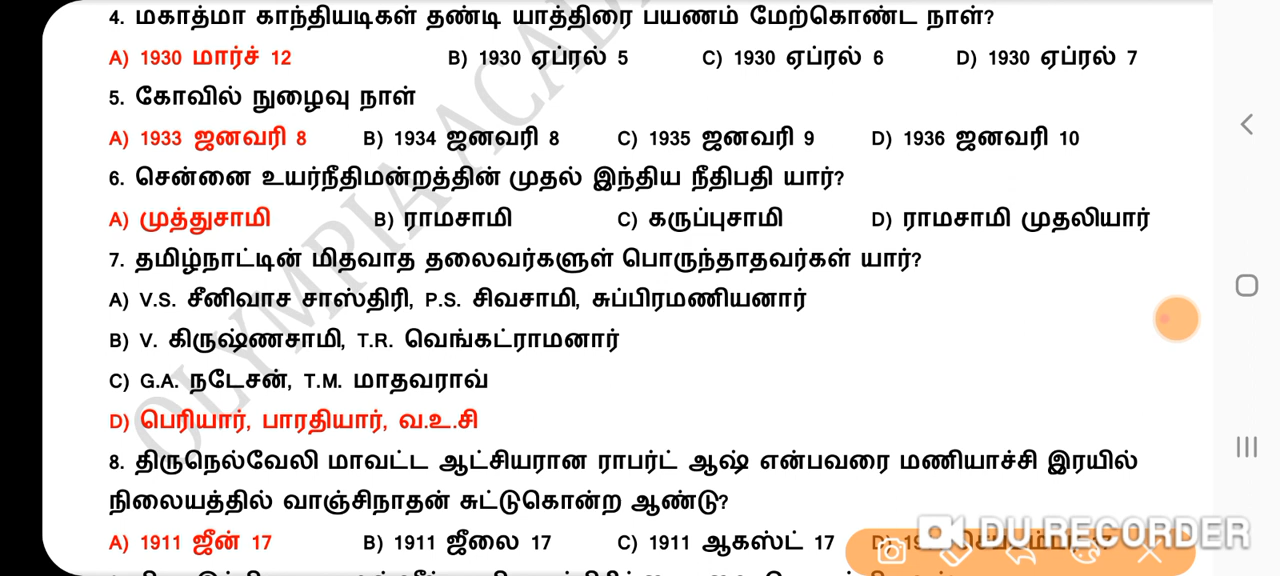 4. மகாத்மா காந்தியடிகள் தண்டி யாத்திரை பயணம் மேற்கொண்ட நாள்?
A) 1930 மார்ச் 12 B) 1930 ஏப்ரல் 5 C) 1930 ஏப்ரல் 6 D) 1930 ஏப்ரல் 7
5. கோவில் நுழைவு நாள்
A) 1933 ஜனவரி 8 B) 1934 ஜனவரி 8 C) 1935 ஜனவரி 9 D) 1936 ஜனவரி 10
6. சென்னை உயர்நீதிமன்றத்தின் முதல் இந்திய நீதிபதி யார்?
A) முத்துசாமி B) ராமசாமி C) கருப்புசாமி D) ராமசாமி முதலியார்
7. தமிழ்நாட்டின் மிதவாத தலைவர்களுள் பொருந்தாதவர்கள் யார்?
A) V.S. சீனிவாச சாஸ்திரி, P.S. சிவசாமி, சுப்பிரமணியனார்
B) V. கிருஷ்ணசாமி, T.R. வெங்கட்ராமனார்
C) G.A. நடேசன், T.M. மாதவராவ்
D) பெரியார், பாரதியார், வ.உ.சி
8. திருநெல்வேலி மாவட்ட ஆட்சியரான ராபர்ட் ஆஷ் என்பவரை மணியாச்சி இரயில்
நிலையத்தில் வாஞ்சிநாதன் சுட்டுகொன்ற ஆண்டு?
A) 1911 ஜீன் 17 B) 1911 ஜீலை 17 C) 1911 ஆகஸ்ட் 17 D)
DU RECORDER
OLYMPIA ACADE